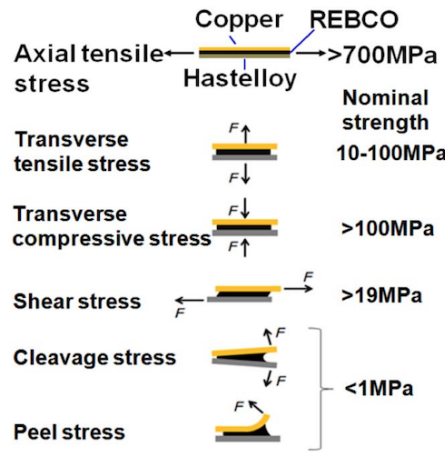 Copper REBCO
Axial tensile
stress
>700MPa
Hastelloy
Nominal
strength
Transverse
tensile stress
F
10-100MPa
F
Transverse
compressive stress
F
>100MPa
F
Shear stress
F
F
>19MPa
Cleavage stress
F
F
<1MPa
Peel stress
F